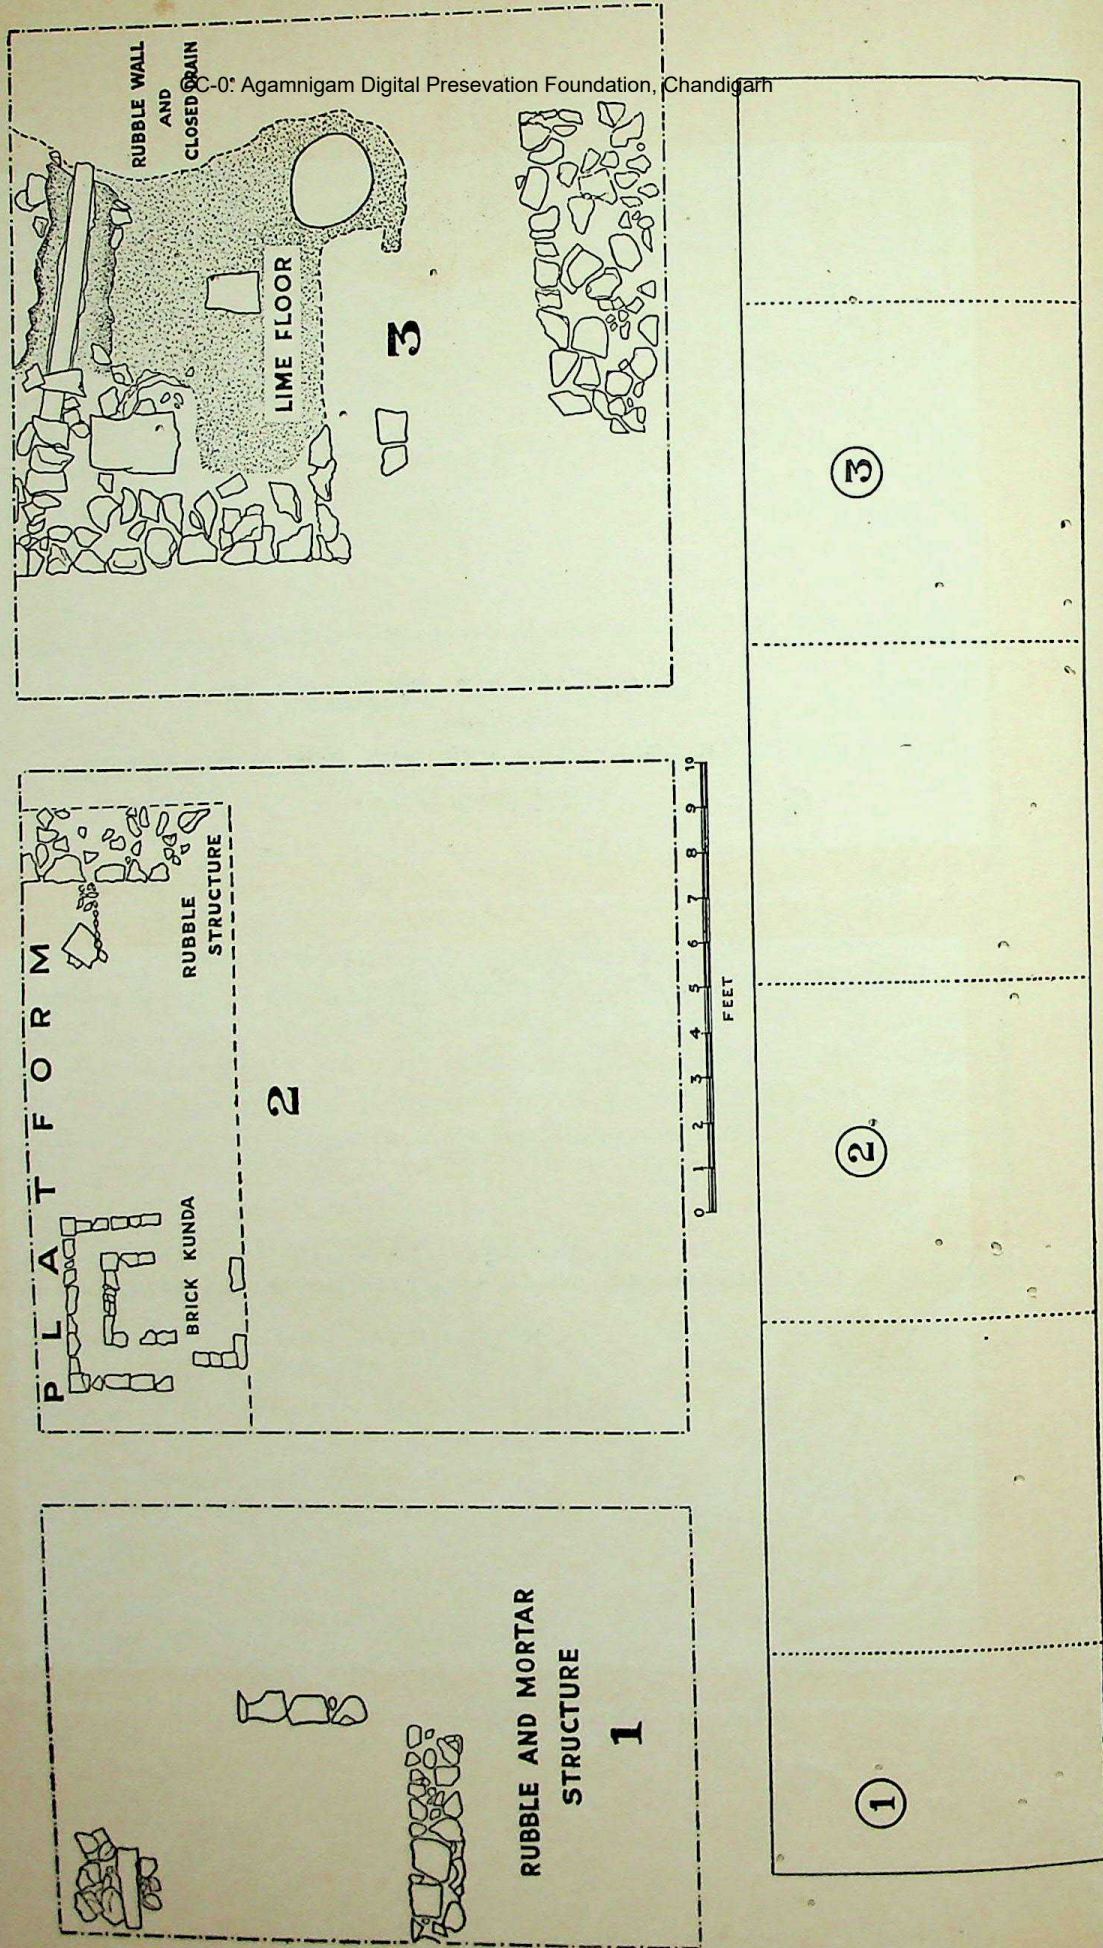 CC-0. Agamnigam Digital Presevation Foundation, Chandigarh
RUBBLE AND MORTAR
STRUCTURE
1
PLATFORM
BRICK KUNDA
RUBBLE
STRUCTURE
2
0 1 2 3 4 5 6 7 8 9 10
FEET
RUBBLE WALL
AND
CLOSED DRAIN
LIME FLOOR
3
1
2
3